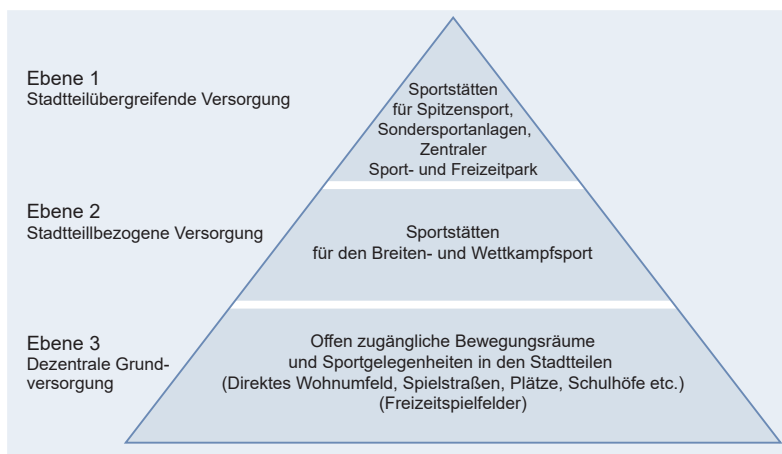 Ebene 1
Stadtteilübergreifende Versorgung
Sportstätten
für Spitzensport,
Sondersportanlagen,
Zentraler
Sport- und Freizeitpark
Ebene 2
Stadtteillbezogene Versorgung
Sportstätten
für den Breiten- und Wettkampfsport
Ebene 3
Dezentrale Grund-
versorgung
Offen zugängliche Bewegungsräume
und Sportgelegenheiten in den Stadtteilen
(Direktes Wohnumfeld, Spielstraßen, Plätze, Schulhöfe etc.)
(Freizeitspielfelder)